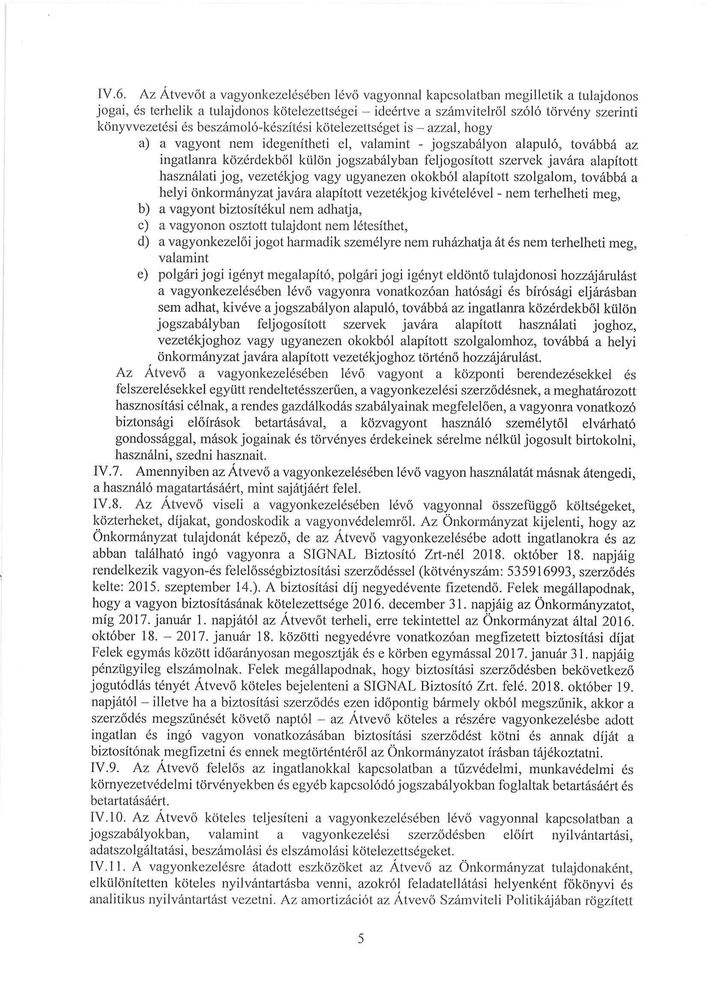 IV.6. Az Átvevőt a vagyonkezelésében lévő vagyonnal kapcsolatban megilletik a tulajdonos
jogai, és terhelik a tulajdonos kötelezettségei – ideértve a számvitelről szóló törvény szerinti
könyvvezetési és beszámoló-készítési kötelezettséget is – azzal, hogy
a) a vagyont nem idegenítheti el, valamint - jogszabályon alapuló, továbbá az
ingatlanra közérdekből külön jogszabályban feljogosított szervek javára alapított
használati jog, vezetékjog vagy ugyanezen okokból alapított szolgalom, továbbá a
helyi önkormányzat javára alapított vezetékjog kivételével - nem terhelheti meg,
b) a vagyont biztosítékul nem adhatja,
c) a vagyonon osztott tulajdont nem létesíthet,
d) a vagyonkezelői jogot harmadik személyre nem ruházhatja át és nem terhelheti meg,
valamint
e) polgári jogi igényt megalapító, polgári jogi igényt eldöntő tulajdonosi hozzájárulást
a vagyonkezelésében lévő vagyonra vonatkozóan hatósági és bírósági eljárásban
sem adhat, kivéve a jogszabályon alapuló, továbbá az ingatlanra közérdekből külön
jogszabályban feljogosított szervek javára alapított használati joghoz,
vezetékjoghoz vagy ugyanezen okokból alapított szolgalomhoz, továbbá a helyi
önkormányzat javára alapított vezetékjoghoz történő hozzájárulást.
Az Átvevő a vagyonkezelésében lévő vagyont a központi berendezésekkel és
felszerelésekkel együtt rendeltetésszerűen, a vagyonkezelési szerződésnek, a meghatározott
hasznosítási célnak, a rendes gazdálkodás szabályainak megfelelően, a vagyonra vonatkozó
biztonsági előírások betartásával, a közvagyont használó személytől elvárható
gondossággal, mások jogainak és törvényes érdekeinek sérelme nélkül jogosult birtokolni,
használni, szedni hasznait.
IV.7. Amennyiben az Átvevő a vagyonkezelésében lévő vagyon használatát másnak átengedi,
a használó magatartásáért, mint sajátjáért felel.
IV.8. Az Átvevő viseli a vagyonkezelésében lévő vagyonnal összefüggő költségeket,
közterheket, díjakat, gondoskodik a vagyonvédelemről. Az Önkormányzat kijelenti, hogy az
Önkormányzat tulajdonát képező, de az Átvevő vagyonkezelésébe adott ingatlanokra és az
abban található ingó vagyonra a SIGNAL Biztosító Zrt-nél 2018. október 18. napjáig
rendelkezik vagyon-és felelősségbiztosítási szerződéssel (kötvényszám: 535916993, szerződés
kelte: 2015. szeptember 14.). A biztosítási díj negyedévente fizetendő. Felek megállapodnak,
hogy a vagyon biztosításának kötelezettsége 2016. december 31. napjáig az Önkormányzatot,
míg 2017. január 1. napjától az Átvevőt terheli, erre tekintettel az Önkormányzat által 2016.
október 18. – 2017. január 18. közötti negyedévre vonatkozóan megfizetett biztosítási díjat
Felek egymás között időarányosan megosztják és e körben egymással 2017. január 31. napjáig
pénzügyileg elszámolnak. Felek megállapodnak, hogy biztosítási szerződésben bekövetkező
jogutódlás tényét Átvevő köteles bejelenteni a SIGNAL Biztosító Zrt. felé. 2018. október 19.
napjától – illetve ha a biztosítási szerződés ezen időpontig bármely okból megszűnik, akkor a
szerződés megszűnését követő naptól – az Átvevő köteles a részére vagyonkezelésbe adott
ingatlan és ingó vagyon vonatkozásában biztosítási szerződést kötni és annak díját a
biztosítónak megfizetni és ennek megtörténtéről az Önkormányzatot írásban tájékoztatni.
IV.9. Az Átvevő felelős az ingatlanokkal kapcsolatban a tűzvédelmi, munkavédelmi és
környezetvédelmi törvényekben és egyéb kapcsolódó jogszabályokban foglaltak betartásáért és
betartatásáért.
IV.10. Az Átvevő köteles teljesíteni a vagyonkezelésében lévő vagyonnal kapcsolatban a
jogszabályokban, valamint a vagyonkezelési szerződésben előírt nyilvántartási,
adatszolgáltatási, beszámolási és elszámolási kötelezettségeket.
IV.11. A vagyonkezelésre átadott eszközöket az Átvevő az Önkormányzat tulajdonaként,
elkülönítetten köteles nyilvántartásba venni, azokról feladatellátási helyenként főkönyvi és
analitikus nyilvántartást vezetni. Az amortizációt az Átvevő Számviteli Politikájában rögzített
5